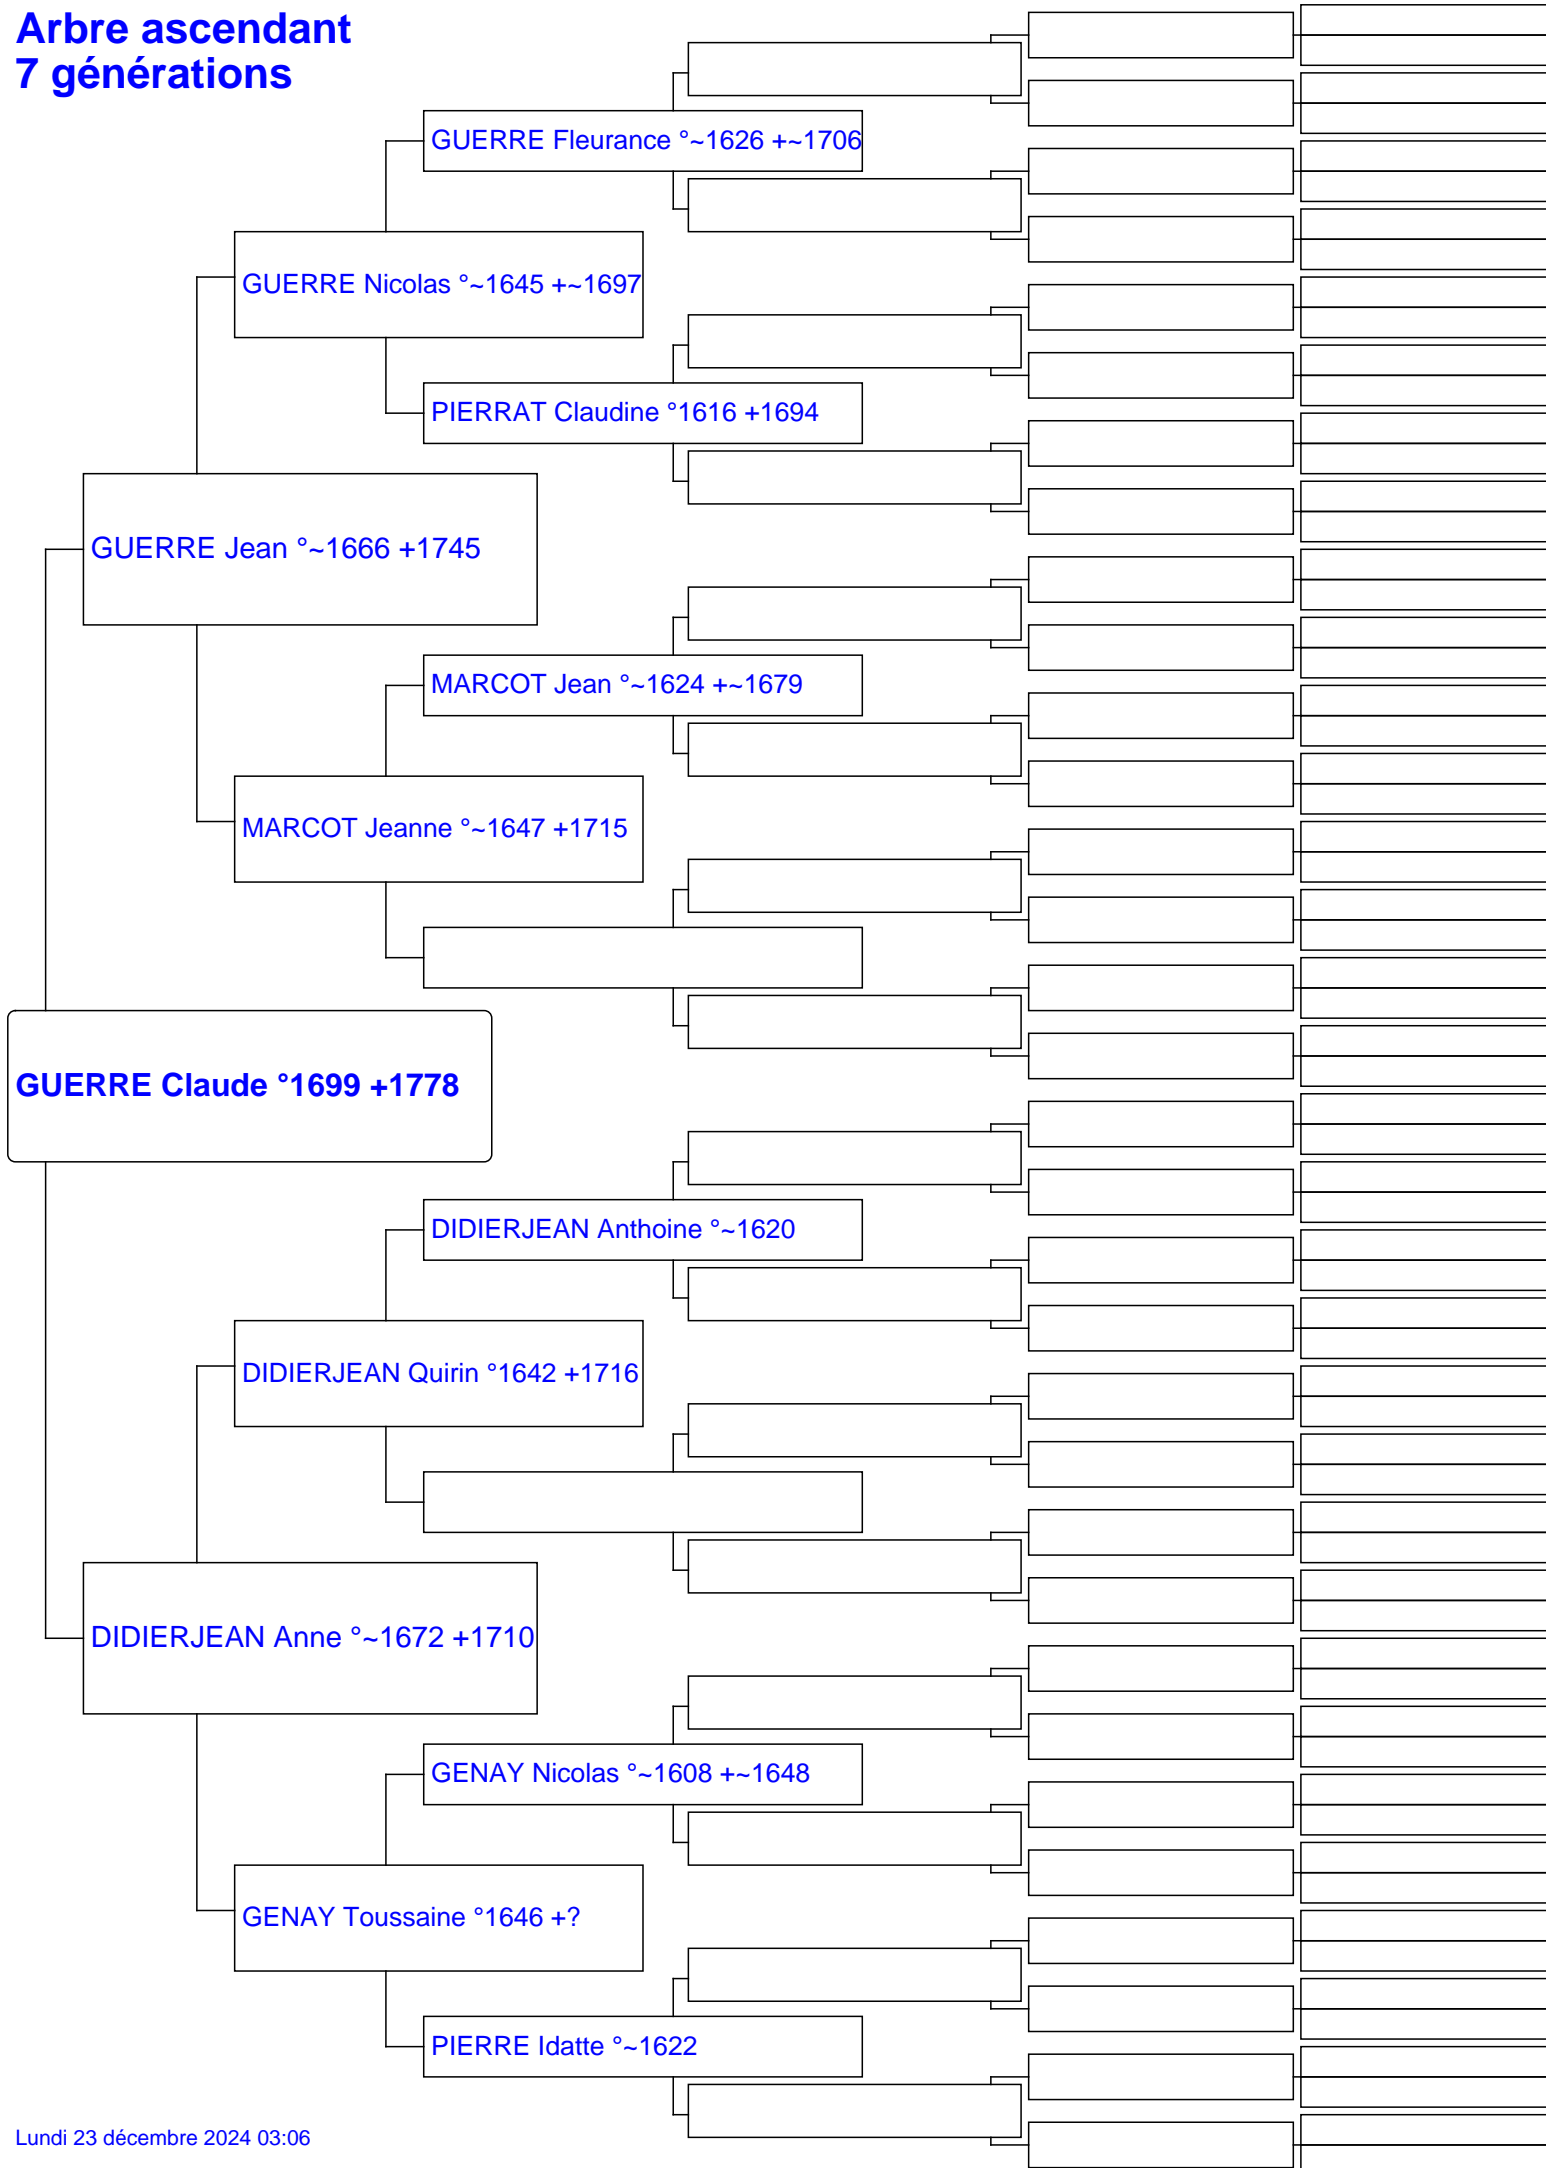 Arbre ascendant
7 générations
GUERRE Fleurance °~1626 +~1706
GUERRE Nicolas °~1645 +~1697
PIERRAT Claudine °1616 +1694
GUERRE Jean °~1666 +1745
MARCOT Jean °~1624 +~1679
MARCOT Jeanne °~1647 +1715
GUERRE Claude °1699 +1778
DIDIERJEAN Anthoine °~1620
DIDIERJEAN Quirin °1642 +1716
DIDIERJEAN Anne °~1672 +1710
GENAY Nicolas °~1608 +~1648
GENAY Toussaine °1646 +?
PIERRE Idatte °~1622
Lundi 23 décembre 2024 03:06